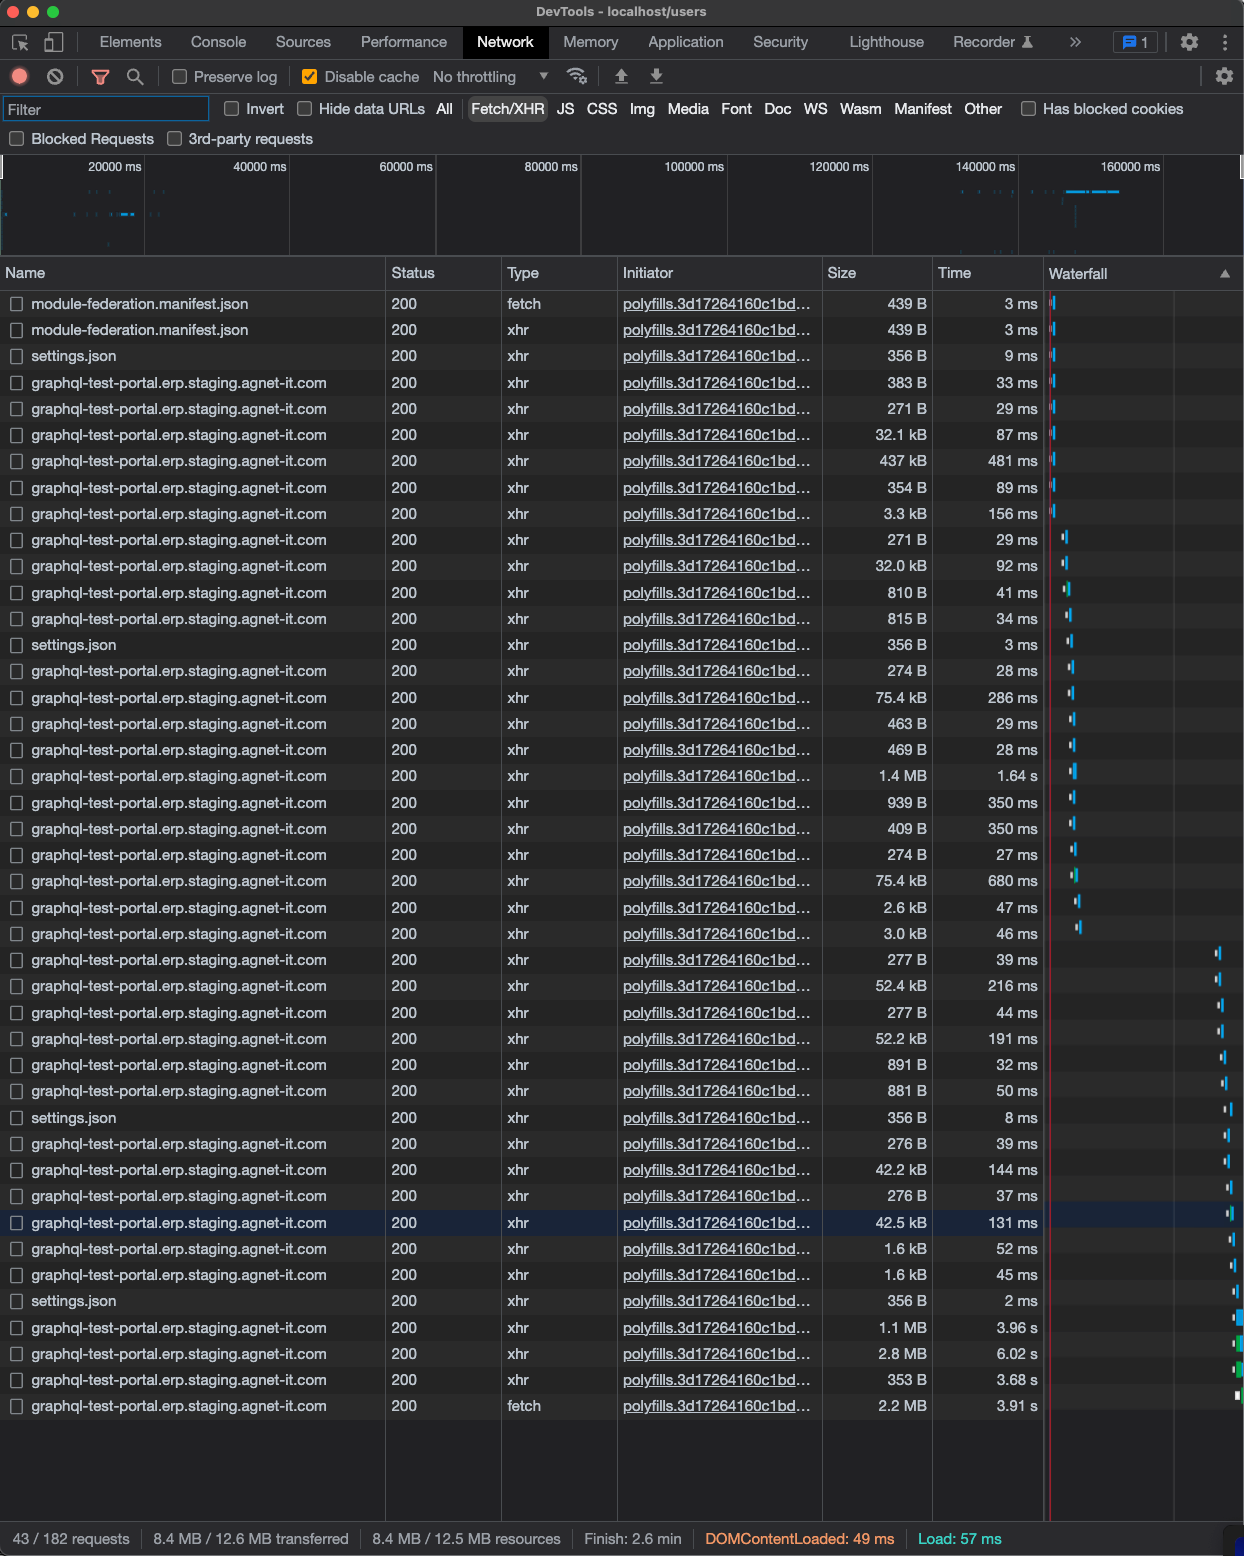 DevTools - localhost/users
Elements Console Sources Performance Network Memory Application Security Lighthouse Recorder » 1
Preserve log Disable cache No throttling
Filter Invert Hide data URLs All Fetch/XHR JS CSS Img Media Font Doc WS Wasm Manifest Other Has blocked cookies
Blocked Requests 3rd-party requests
20000 ms 40000 ms 60000 ms 80000 ms 100000 ms 120000 ms 140000 ms 160000 ms
Name Status Type Initiator Size Time Waterfall
module-federation.manifest.json 200 fetch polyfills.3d17264160c1bd... 439 B 3 ms
module-federation.manifest.json 200 xhr polyfills.3d17264160c1bd... 439 B 3 ms
settings.json 200 xhr polyfills.3d17264160c1bd... 356 B 9 ms
graphql-test-portal.erp.staging.agnet-it.com 200 xhr polyfills.3d17264160c1bd... 383 B 33 ms
graphql-test-portal.erp.staging.agnet-it.com 200 xhr polyfills.3d17264160c1bd... 271 B 29 ms
graphql-test-portal.erp.staging.agnet-it.com 200 xhr polyfills.3d17264160c1bd... 32.1 kB 87 ms
graphql-test-portal.erp.staging.agnet-it.com 200 xhr polyfills.3d17264160c1bd... 437 kB 481 ms
graphql-test-portal.erp.staging.agnet-it.com 200 xhr polyfills.3d17264160c1bd... 354 B 89 ms
graphql-test-portal.erp.staging.agnet-it.com 200 xhr polyfills.3d17264160c1bd... 3.3 kB 156 ms
graphql-test-portal.erp.staging.agnet-it.com 200 xhr polyfills.3d17264160c1bd... 271 B 29 ms
graphql-test-portal.erp.staging.agnet-it.com 200 xhr polyfills.3d17264160c1bd... 32.0 kB 92 ms
graphql-test-portal.erp.staging.agnet-it.com 200 xhr polyfills.3d17264160c1bd... 810 B 41 ms
graphql-test-portal.erp.staging.agnet-it.com 200 xhr polyfills.3d17264160c1bd... 815 B 34 ms
settings.json 200 xhr polyfills.3d17264160c1bd... 356 B 3 ms
graphql-test-portal.erp.staging.agnet-it.com 200 xhr polyfills.3d17264160c1bd... 274 B 28 ms
graphql-test-portal.erp.staging.agnet-it.com 200 xhr polyfills.3d17264160c1bd... 75.4 kB 286 ms
graphql-test-portal.erp.staging.agnet-it.com 200 xhr polyfills.3d17264160c1bd... 463 B 29 ms
graphql-test-portal.erp.staging.agnet-it.com 200 xhr polyfills.3d17264160c1bd... 469 B 28 ms
graphql-test-portal.erp.staging.agnet-it.com 200 xhr polyfills.3d17264160c1bd... 1.4 MB 1.64 s
graphql-test-portal.erp.staging.agnet-it.com 200 xhr polyfills.3d17264160c1bd... 939 B 350 ms
graphql-test-portal.erp.staging.agnet-it.com 200 xhr polyfills.3d17264160c1bd... 409 B 350 ms
graphql-test-portal.erp.staging.agnet-it.com 200 xhr polyfills.3d17264160c1bd... 274 B 27 ms
graphql-test-portal.erp.staging.agnet-it.com 200 xhr polyfills.3d17264160c1bd... 75.4 kB 680 ms
graphql-test-portal.erp.staging.agnet-it.com 200 xhr polyfills.3d17264160c1bd... 2.6 kB 47 ms
graphql-test-portal.erp.staging.agnet-it.com 200 xhr polyfills.3d17264160c1bd... 3.0 kB 46 ms
graphql-test-portal.erp.staging.agnet-it.com 200 xhr polyfills.3d17264160c1bd... 277 B 39 ms
graphql-test-portal.erp.staging.agnet-it.com 200 xhr polyfills.3d17264160c1bd... 52.4 kB 216 ms
graphql-test-portal.erp.staging.agnet-it.com 200 xhr polyfills.3d17264160c1bd... 277 B 44 ms
graphql-test-portal.erp.staging.agnet-it.com 200 xhr polyfills.3d17264160c1bd... 52.2 kB 191 ms
graphql-test-portal.erp.staging.agnet-it.com 200 xhr polyfills.3d17264160c1bd... 891 B 32 ms
graphql-test-portal.erp.staging.agnet-it.com 200 xhr polyfills.3d17264160c1bd... 881 B 50 ms
settings.json 200 xhr polyfills.3d17264160c1bd... 356 B 8 ms
graphql-test-portal.erp.staging.agnet-it.com 200 xhr polyfills.3d17264160c1bd... 276 B 39 ms
graphql-test-portal.erp.staging.agnet-it.com 200 xhr polyfills.3d17264160c1bd... 42.2 kB 144 ms
graphql-test-portal.erp.staging.agnet-it.com 200 xhr polyfills.3d17264160c1bd... 276 B 37 ms
graphql-test-portal.erp.staging.agnet-it.com 200 xhr polyfills.3d17264160c1bd... 42.5 kB 131 ms
graphql-test-portal.erp.staging.agnet-it.com 200 xhr polyfills.3d17264160c1bd... 1.6 kB 52 ms
graphql-test-portal.erp.staging.agnet-it.com 200 xhr polyfills.3d17264160c1bd... 1.6 kB 45 ms
settings.json 200 xhr polyfills.3d17264160c1bd... 356 B 2 ms
graphql-test-portal.erp.staging.agnet-it.com 200 xhr polyfills.3d17264160c1bd... 1.1 MB 3.96 s
graphql-test-portal.erp.staging.agnet-it.com 200 xhr polyfills.3d17264160c1bd... 2.8 MB 6.02 s
graphql-test-portal.erp.staging.agnet-it.com 200 xhr polyfills.3d17264160c1bd... 353 B 3.68 s
graphql-test-portal.erp.staging.agnet-it.com 200 fetch polyfills.3d17264160c1bd... 2.2 MB 3.91 s
43 / 182 requests 8.4 MB / 12.6 MB transferred 8.4 MB / 12.5 MB resources Finish: 2.6 min DOMContentLoaded: 49 ms Load: 57 ms